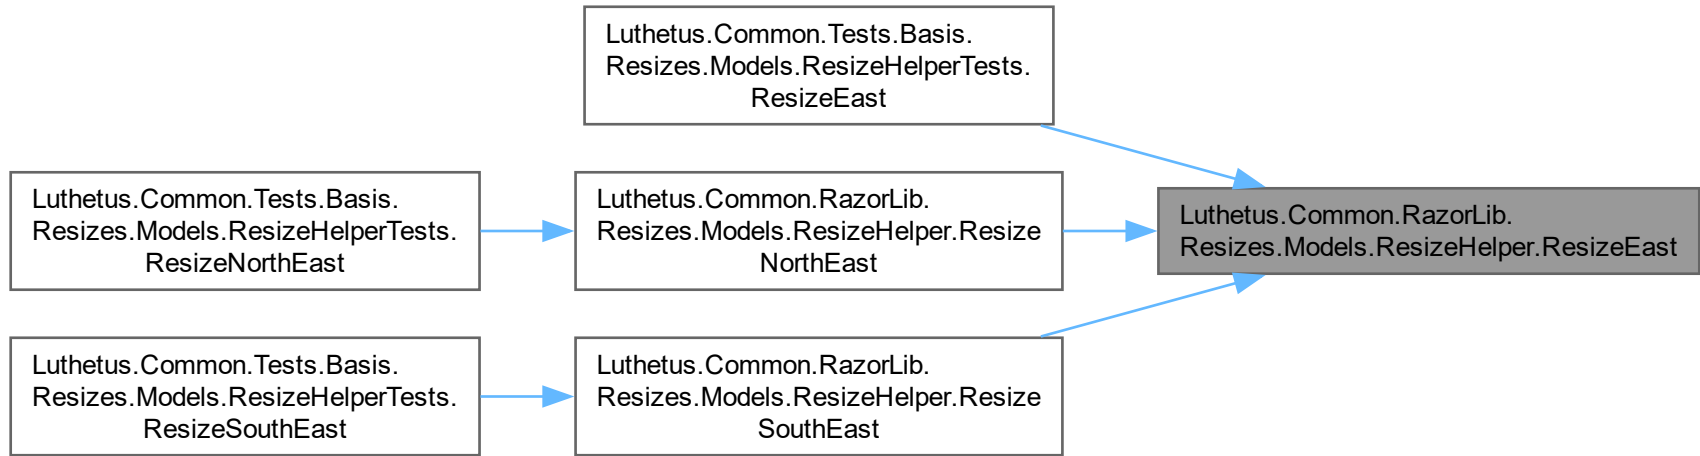 Luthetus.Common.Tests.Basis.
Resizes.Models.ResizeHelperTests.
ResizeEast
Luthetus.Common.Tests.Basis.
Resizes.Models.ResizeHelperTests.
ResizeNorthEast
Luthetus.Common.RazorLib.
Resizes.Models.ResizeHelper.Resize
NorthEast
Luthetus.Common.RazorLib.
Resizes.Models.ResizeHelper.ResizeEast
Luthetus.Common.Tests.Basis.
Resizes.Models.ResizeHelperTests.
ResizeSouthEast
Luthetus.Common.RazorLib.
Resizes.Models.ResizeHelper.Resize
SouthEast